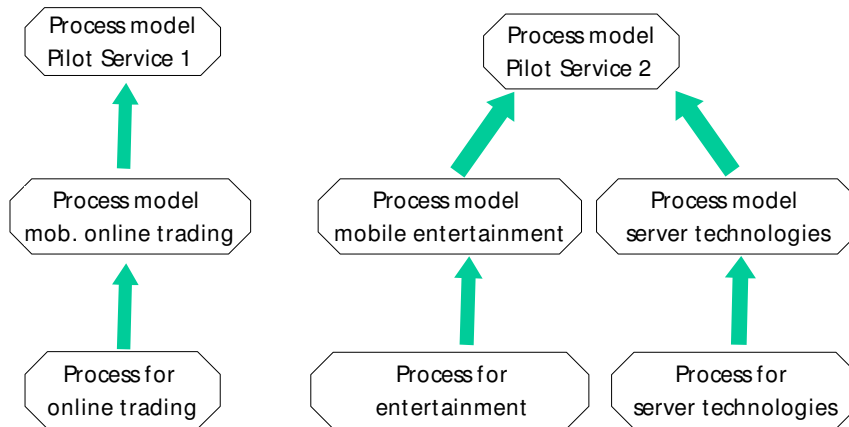 Process model
Pilot Service 1
Process model
Pilot Service 2
Process model
mob. online trading
Process model
mobile entertainment
Process model
server technologies
Process for
online trading
Process for
entertainment
Process for
server technologies